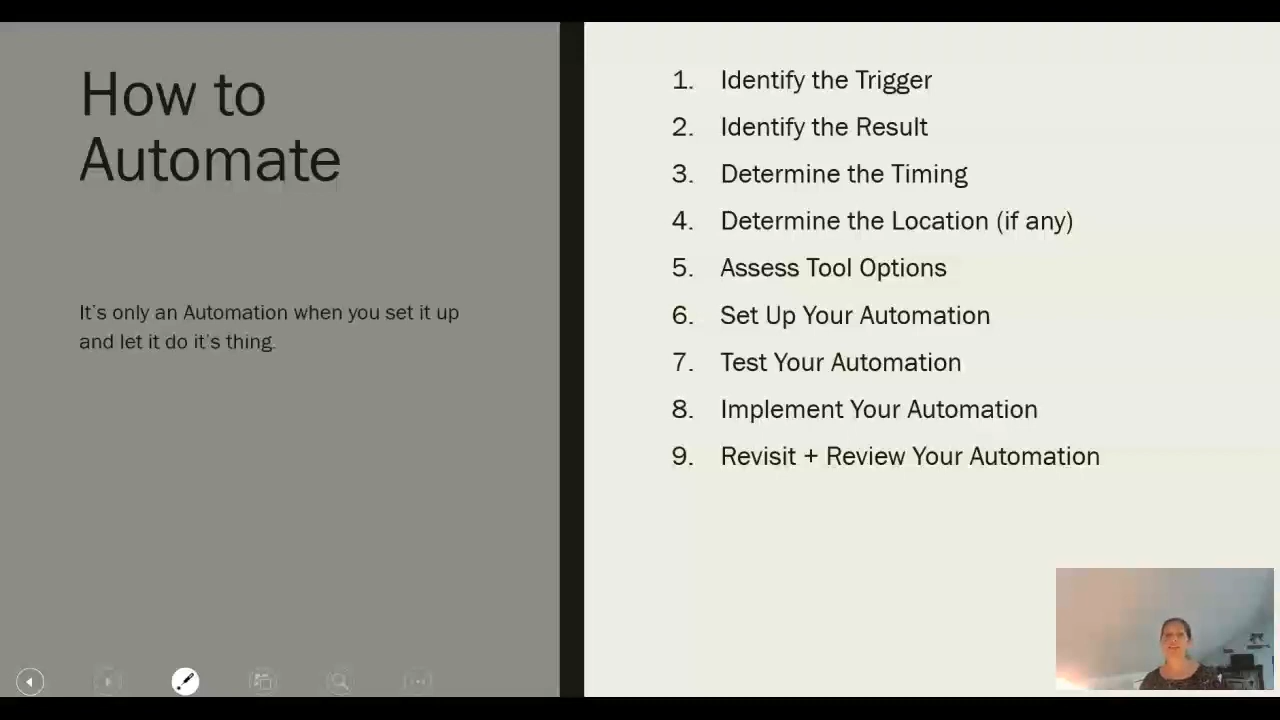 How to
Automate
It's only an Automation when you set it up
and let it do it's thing.
1. Identify the Trigger
2. Identify the Result
3. Determine the Timing
4. Determine the Location (if any)
5. Assess Tool Options
6. Set Up Your Automation
7. Test Your Automation
8. Implement Your Automation
9. Revisit + Review Your Automation